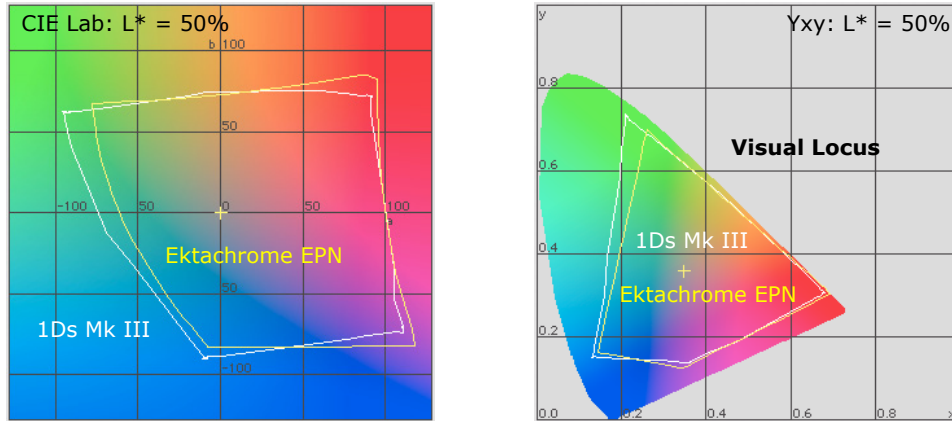 CIE Lab: L* = 50%
b 100
50
-100
50
0
50
100
a
Ektachrome EPN
50
1Ds Mk III
-100
Yxy: L* = 50%
y
0.8
Visual Locus
0.6
1Ds Mk III
0.4
Ektachrome EPN
0.2
0.0
0.2
0.4
0.6
0.8
x